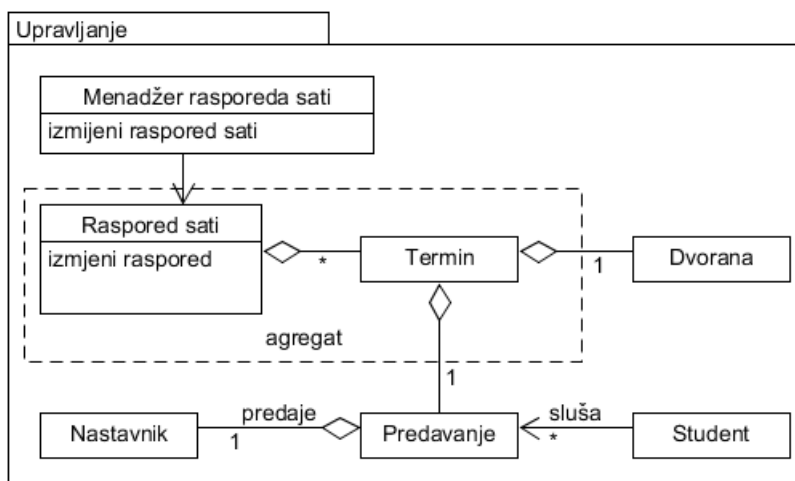 Upravljanje
Menadžer rasporeda sati
izmijeni raspored sati
Raspored sati
izmjeni raspored
*
Termin
1
Dvorana
agregat
1
Nastavnik
1
predaje
Predavanje
sluša
*
Student